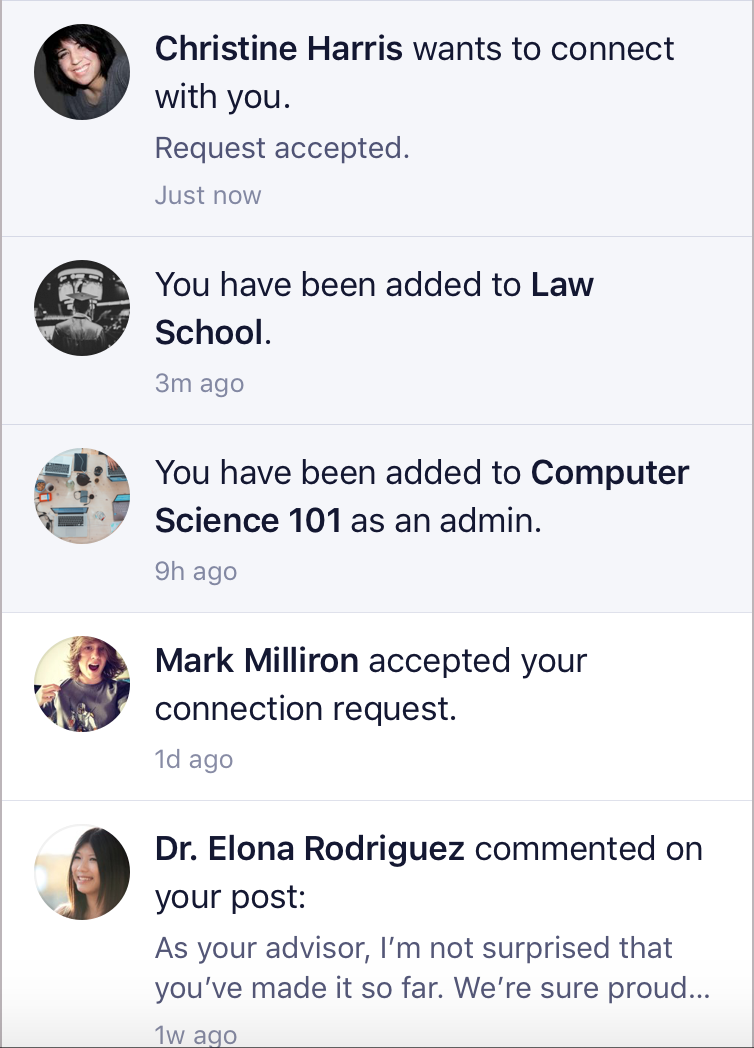 Christine Harris wants to connect
with you.
Request accepted.
Just now
You have been added to Law
School.
3m ago
You have been added to Computer
Science 101 as an admin.
9h ago
Mark Milliron accepted your
connection request.
1d ago
Dr. Elona Rodriguez commented on
your post:
As your advisor, I’m not surprised that
you’ve made it so far. We’re sure proud...
1w ago